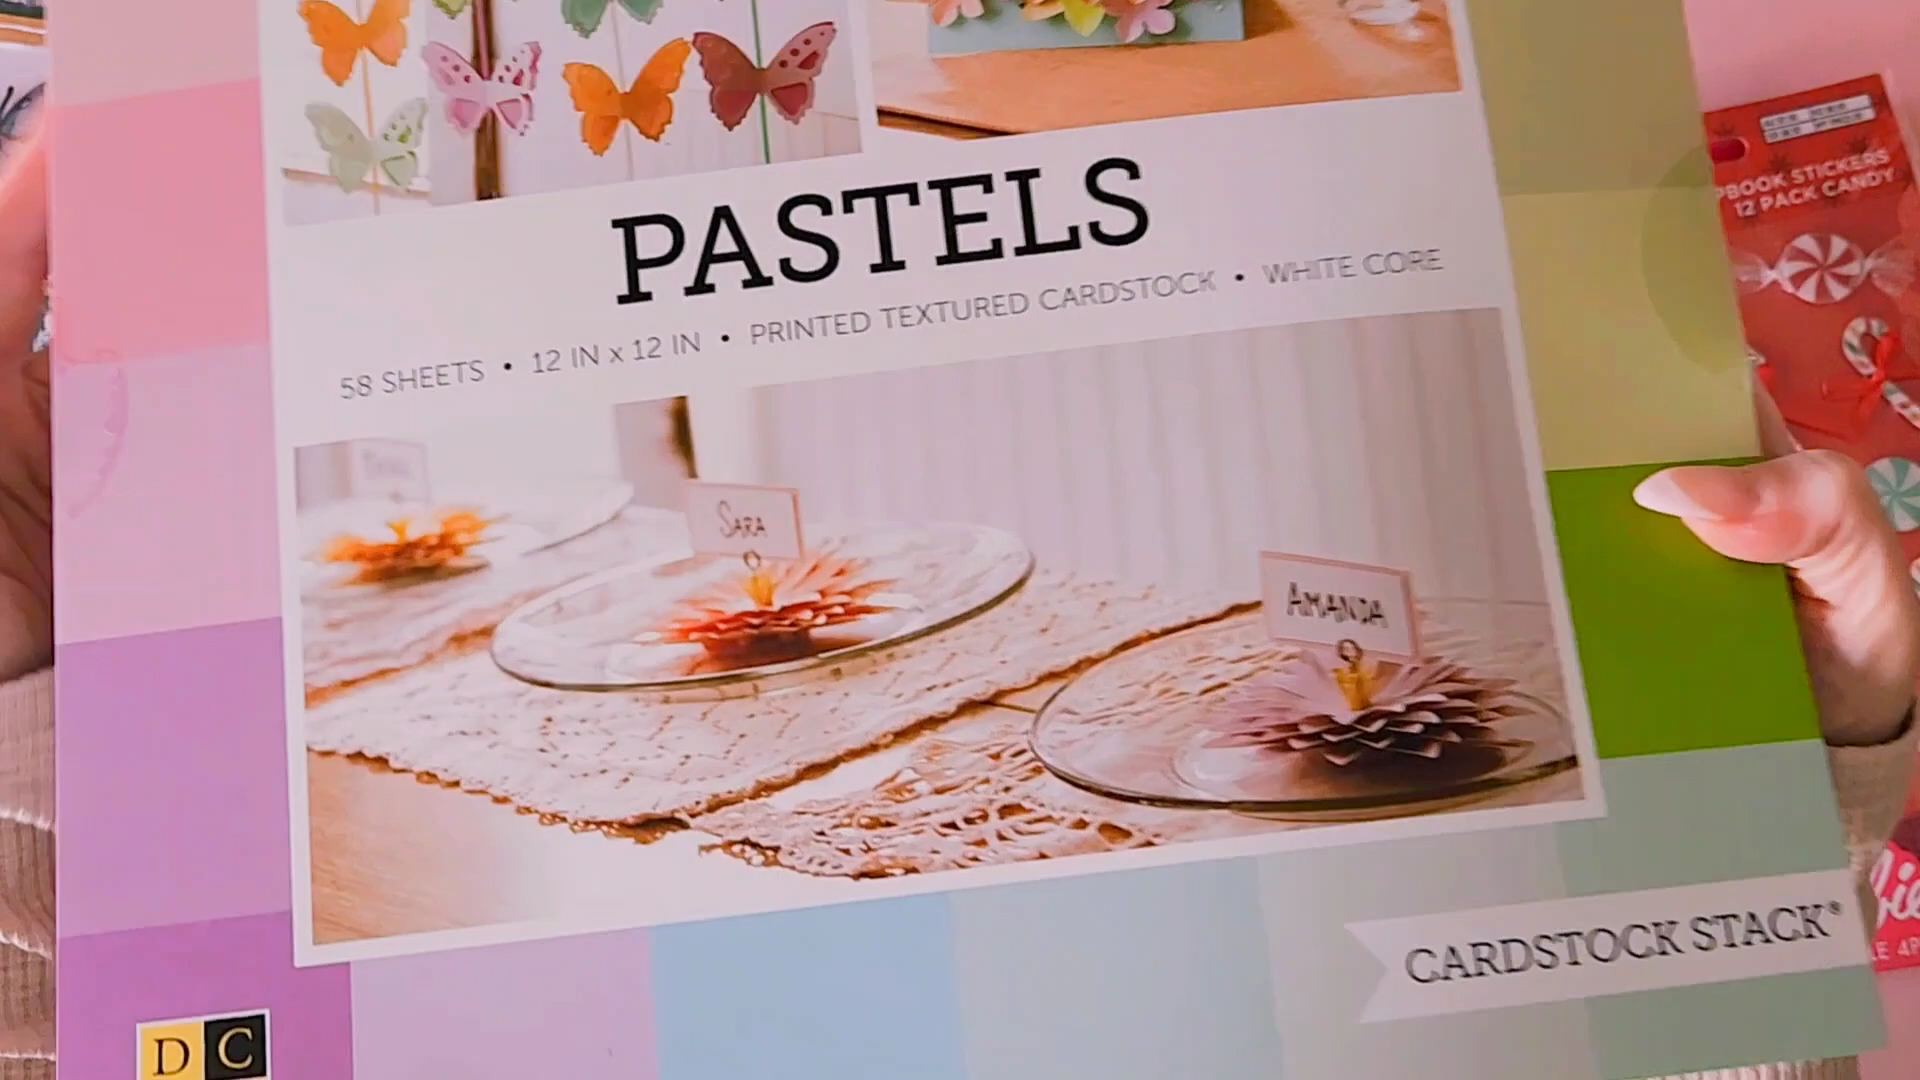 PASTELS
58 SHEETS • 12 IN x 12 IN • PRINTED TEXTURED CARDSTOCK • WHITE CORE
SARA
AMANDA
CARDSTOCK STACK®
D C
PBOOK STICKERS
12 PACK CANDY